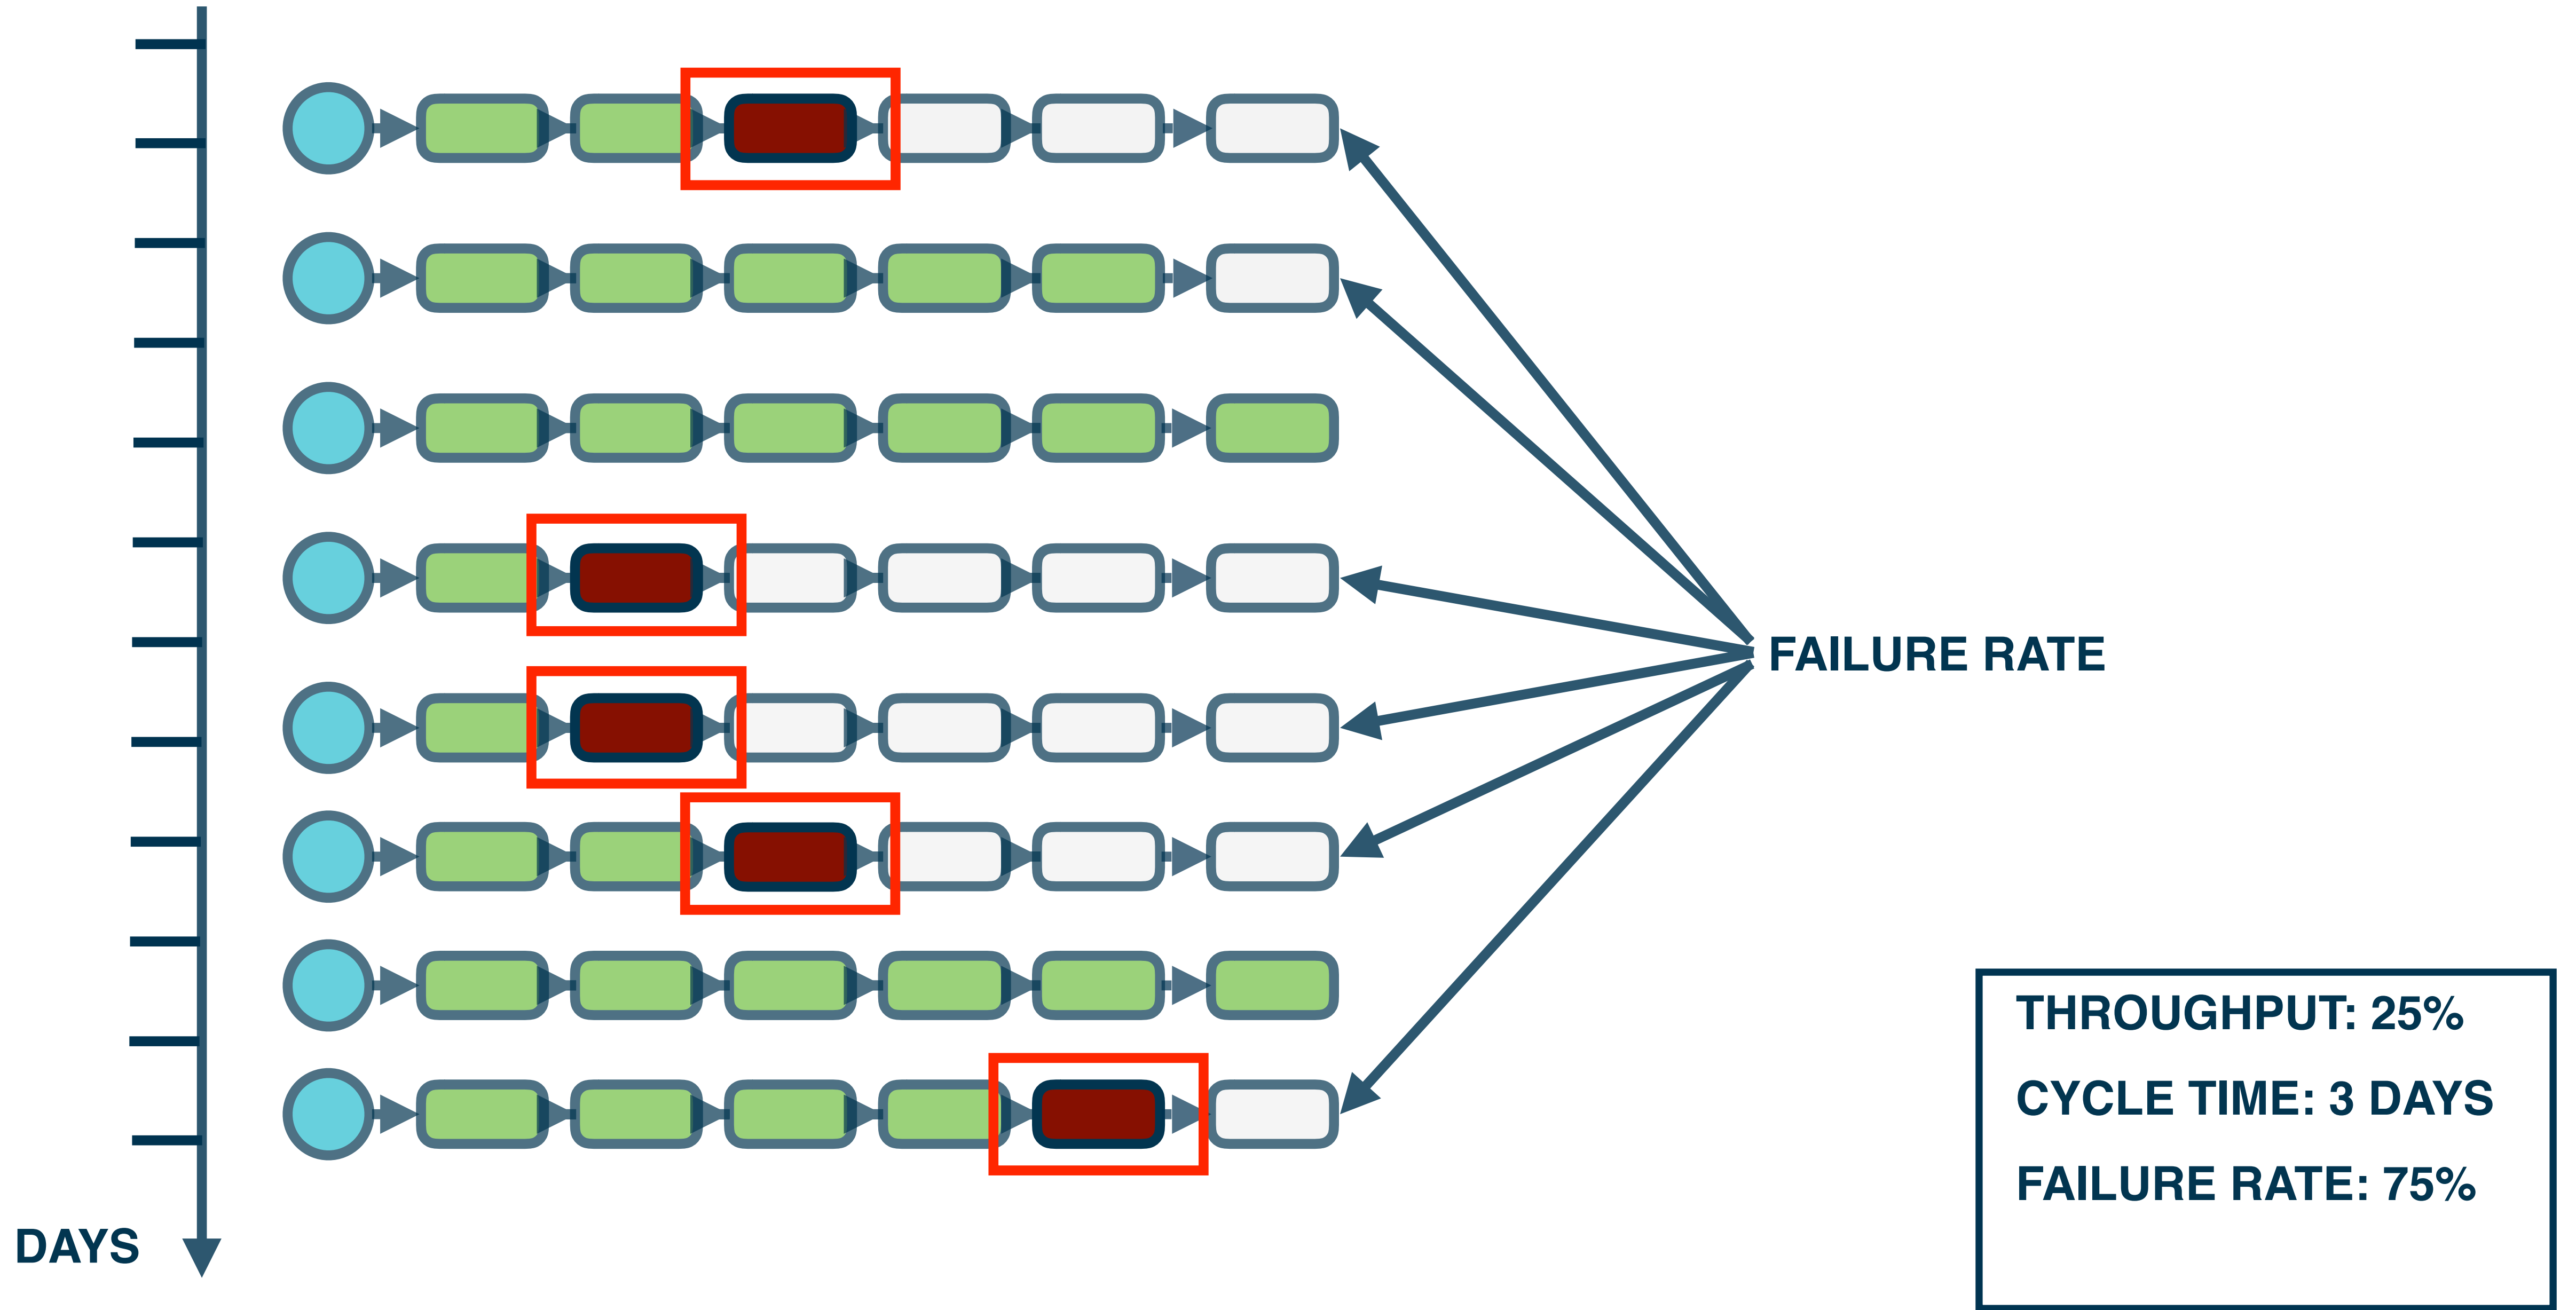 FAILURE RATE
THROUGHPUT: 25%
CYCLE TIME: 3 DAYS
FAILURE RATE: 75%
DAYS